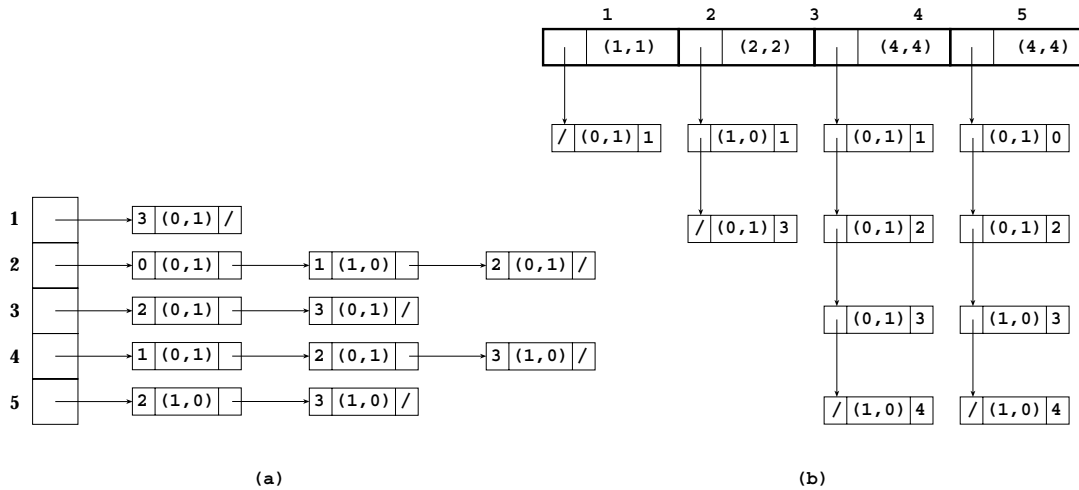 1 2 3 4 5
(1,1) (2,2) (4,4) (4,4)
/ (0,1) 1 (1,0) 1 (0,1) 1 (0,1) 0
/ (0,1) 3 (0,1) 2 (0,1) 2
(0,1) 3 (1,0) 3
/ (1,0) 4 / (1,0) 4
1 3 (0,1) /
2 0 (0,1) 1 (1,0) 2 (0,1) /
3 2 (0,1) 3 (0,1) /
4 1 (0,1) 2 (0,1) 3 (1,0) /
5 2 (1,0) 3 (1,0) /
(a) (b)